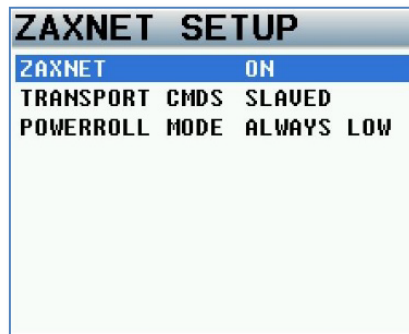 ZAXNET SETUP
ZAXNET ON
TRANSPORT CMDS SLAVED
POWERROLL MODE ALWAYS LOW